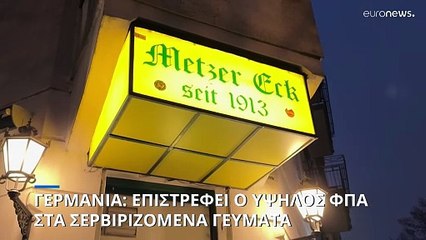 euronews.
Metzer Eck
seit 1913
ΓΕΡΜΑΝΙΑ: ΕΠΙΣΤΡΕΦΕΙ Ο ΥΨΗΛΟΣ ΦΠΑ
ΣΤΑ ΣΕΡΒΙΡΙΖΟΜΕΝΑ ΓΕΥΜΑΤΑ